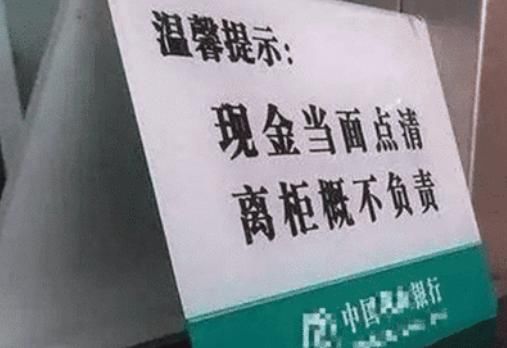 温馨提示:
现金当面点清
离柜概不负责
中国银行